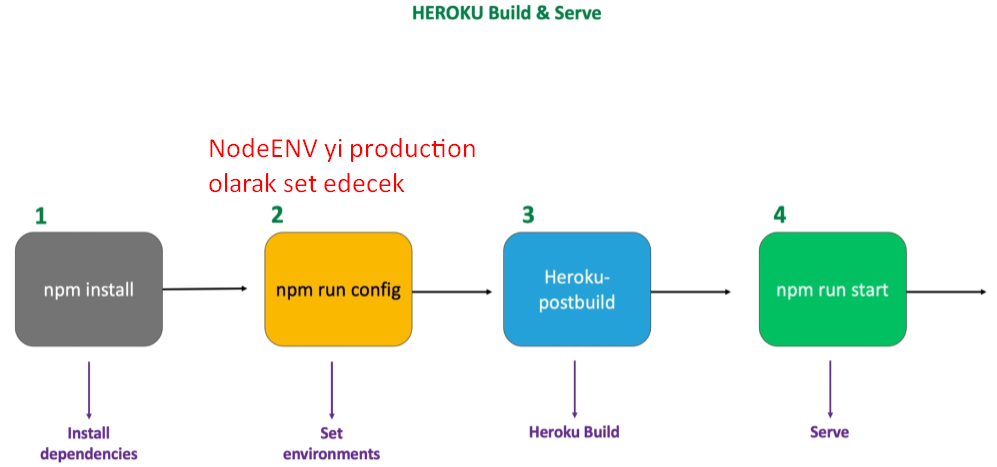 HEROKU Build & Serve
NodeENV yi production
olarak set edecek
1
2
3
4
npm install
npm run config
Heroku-
postbuild
npm run start
Install
dependencies
Set
environments
Heroku Build
Serve